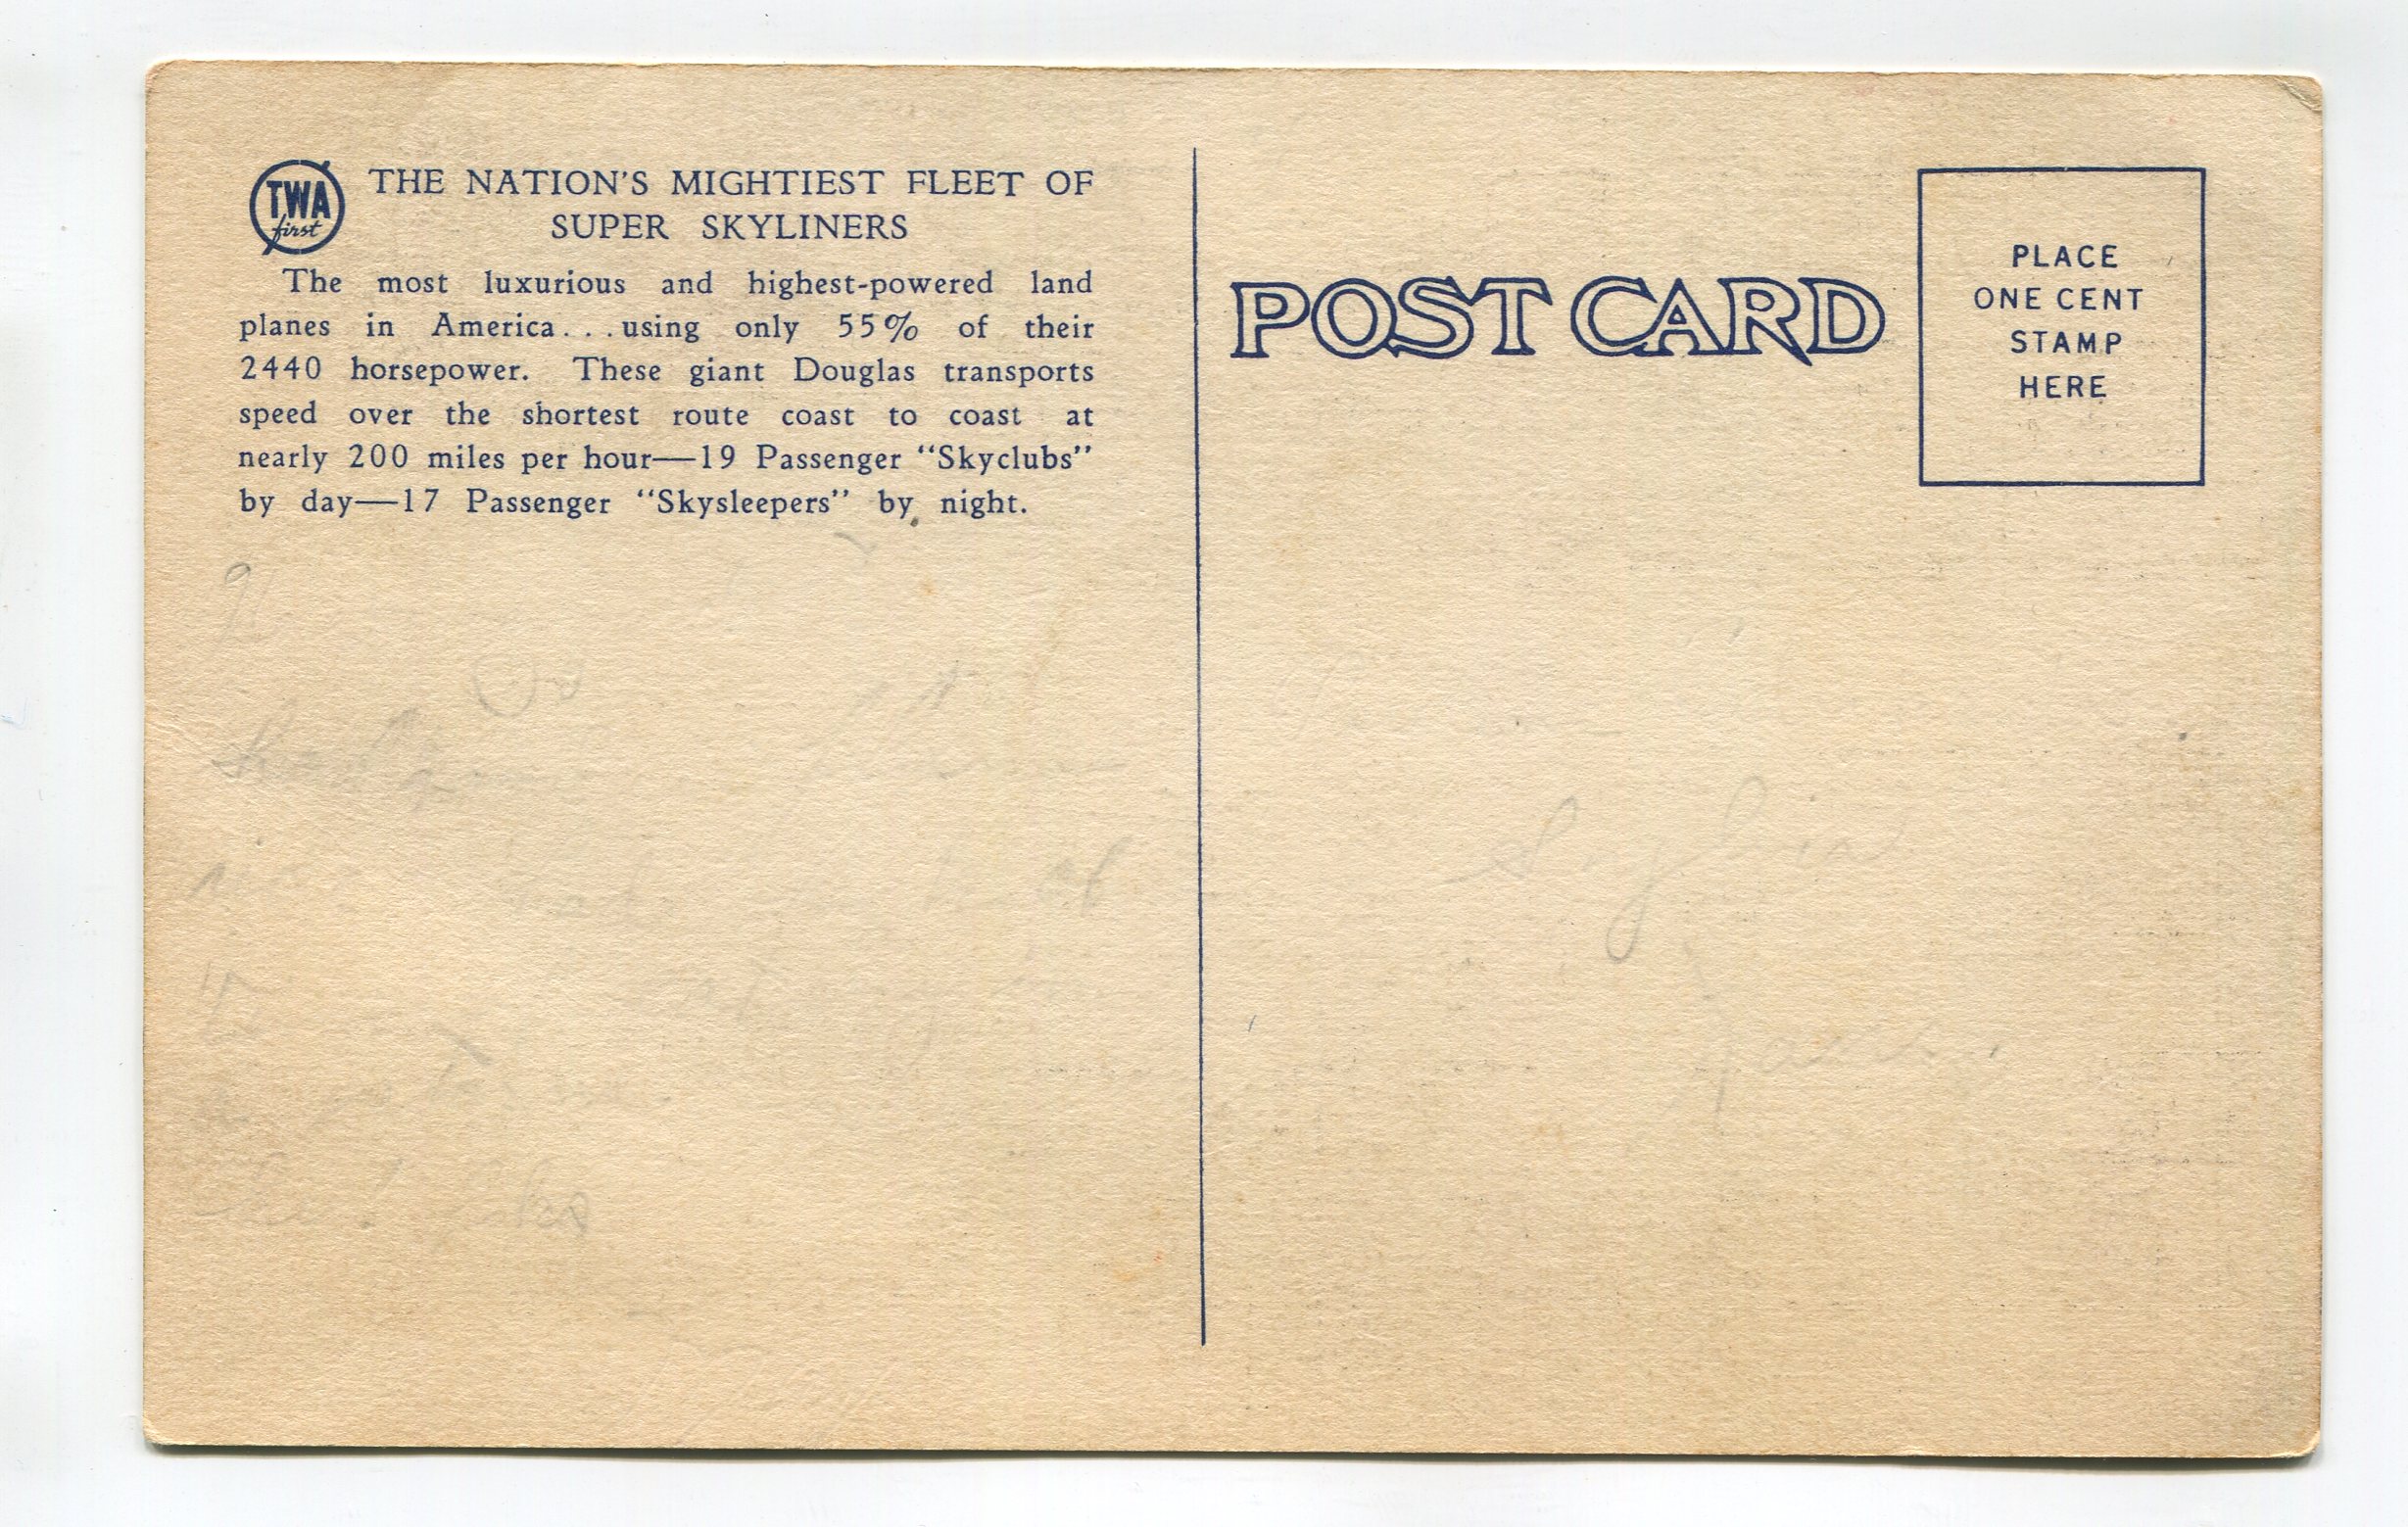 TWA
first
THE NATION'S MIGHTIEST FLEET OF
SUPER SKYLINERS
The most luxurious and highest-powered land
planes in America...using only 55% of their
2440 horsepower. These giant Douglas transports
speed over the shortest route coast to coast at
nearly 200 miles per hour—19 Passenger “Skyclubs”
by day—17 Passenger “Skysleepers” by night.
POST CARD
PLACE
ONE CENT
STAMP
HERE